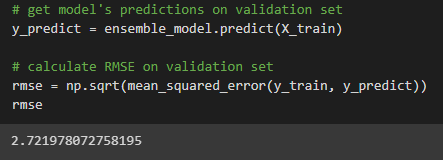 # get model's predictions on validation set
y_predict = ensemble_model.predict(X_train)
# calculate RMSE on validation set
rmse = np.sqrt(mean_squared_error(y_train, y_predict))
rmse
2.721978072758195